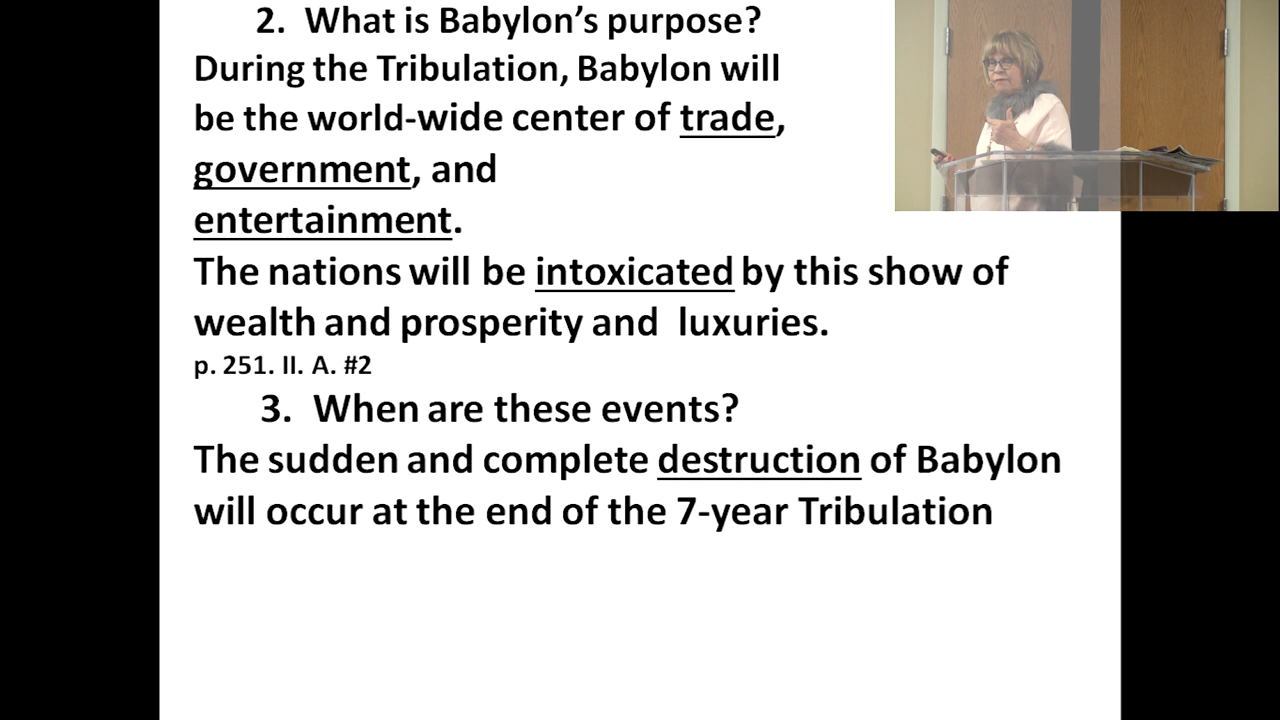 2. What is Babylon’s purpose?
During the Tribulation, Babylon will
be the world-wide center of trade,
government, and
entertainment.
The nations will be intoxicated by this show of
wealth and prosperity and luxuries.
p. 251. II. A. #2
3. When are these events?
The sudden and complete destruction of Babylon
will occur at the end of the 7-year Tribulation